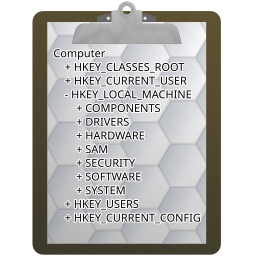 Computer
+ HKEY_CLASSES_ROOT
+ HKEY_CURRENT_USER
- HKEY_LOCAL_MACHINE
+ COMPONENTS
+ DRIVERS
+ HARDWARE
+ SAM
+ SECURITY
+ SOFTWARE
+ SYSTEM
+ HKEY_USERS
+ HKEY_CURRENT_CONFIG